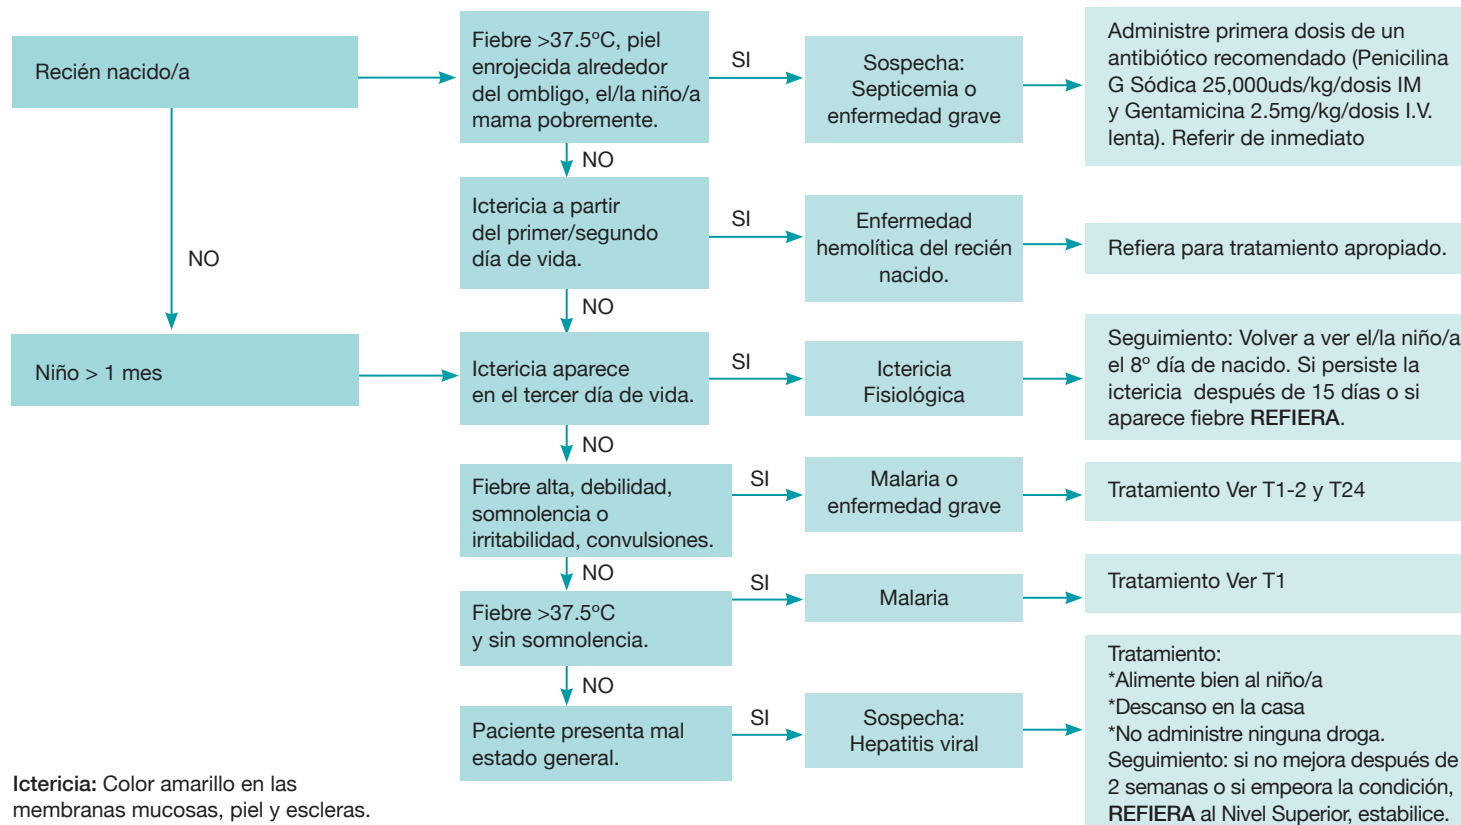 Recién nacido/a
Fiebre >37.5ºC, piel
enrojecida alrededor
del ombligo, el/la niño/a
mama pobremente.
SI
Sospecha:
Septicemia o
enfermedad grave
Administre primera dosis de un
antibiótico recomendado (Penicilina
G Sódica 25,000uds/kg/dosis IM
y Gentamicina 2.5mg/kg/dosis I.V.
lenta). Referir de inmediato
NO
Ictericia a partir
del primer/segundo
día de vida.
SI
Enfermedad
hemolítica del recién
nacido.
Refiera para tratamiento apropiado.
NO
NO
Niño > 1 mes
Ictericia aparece
en el tercer día de vida.
SI
Ictericia
Fisiológica
Seguimiento: Volver a ver el/la niño/a
el 8º día de nacido. Si persiste la
ictericia después de 15 días o si
aparece fiebre REFIERA.
NO
Fiebre alta, debilidad,
somnolencia o
irritabilidad, convulsiones.
SI
Malaria o
enfermedad grave
Tratamiento Ver T1-2 y T24
NO
Fiebre >37.5ºC
y sin somnolencia.
SI
Malaria
Tratamiento Ver T1
NO
Paciente presenta mal
estado general.
SI
Sospecha:
Hepatitis viral
Tratamiento:
*Alimente bien al niño/a
*Descanso en la casa
*No administre ninguna droga.
Seguimiento: si no mejora después de
2 semanas o si empeora la condición,
REFIERA al Nivel Superior, estabilice.
Ictericia: Color amarillo en las
membranas mucosas, piel y escleras.